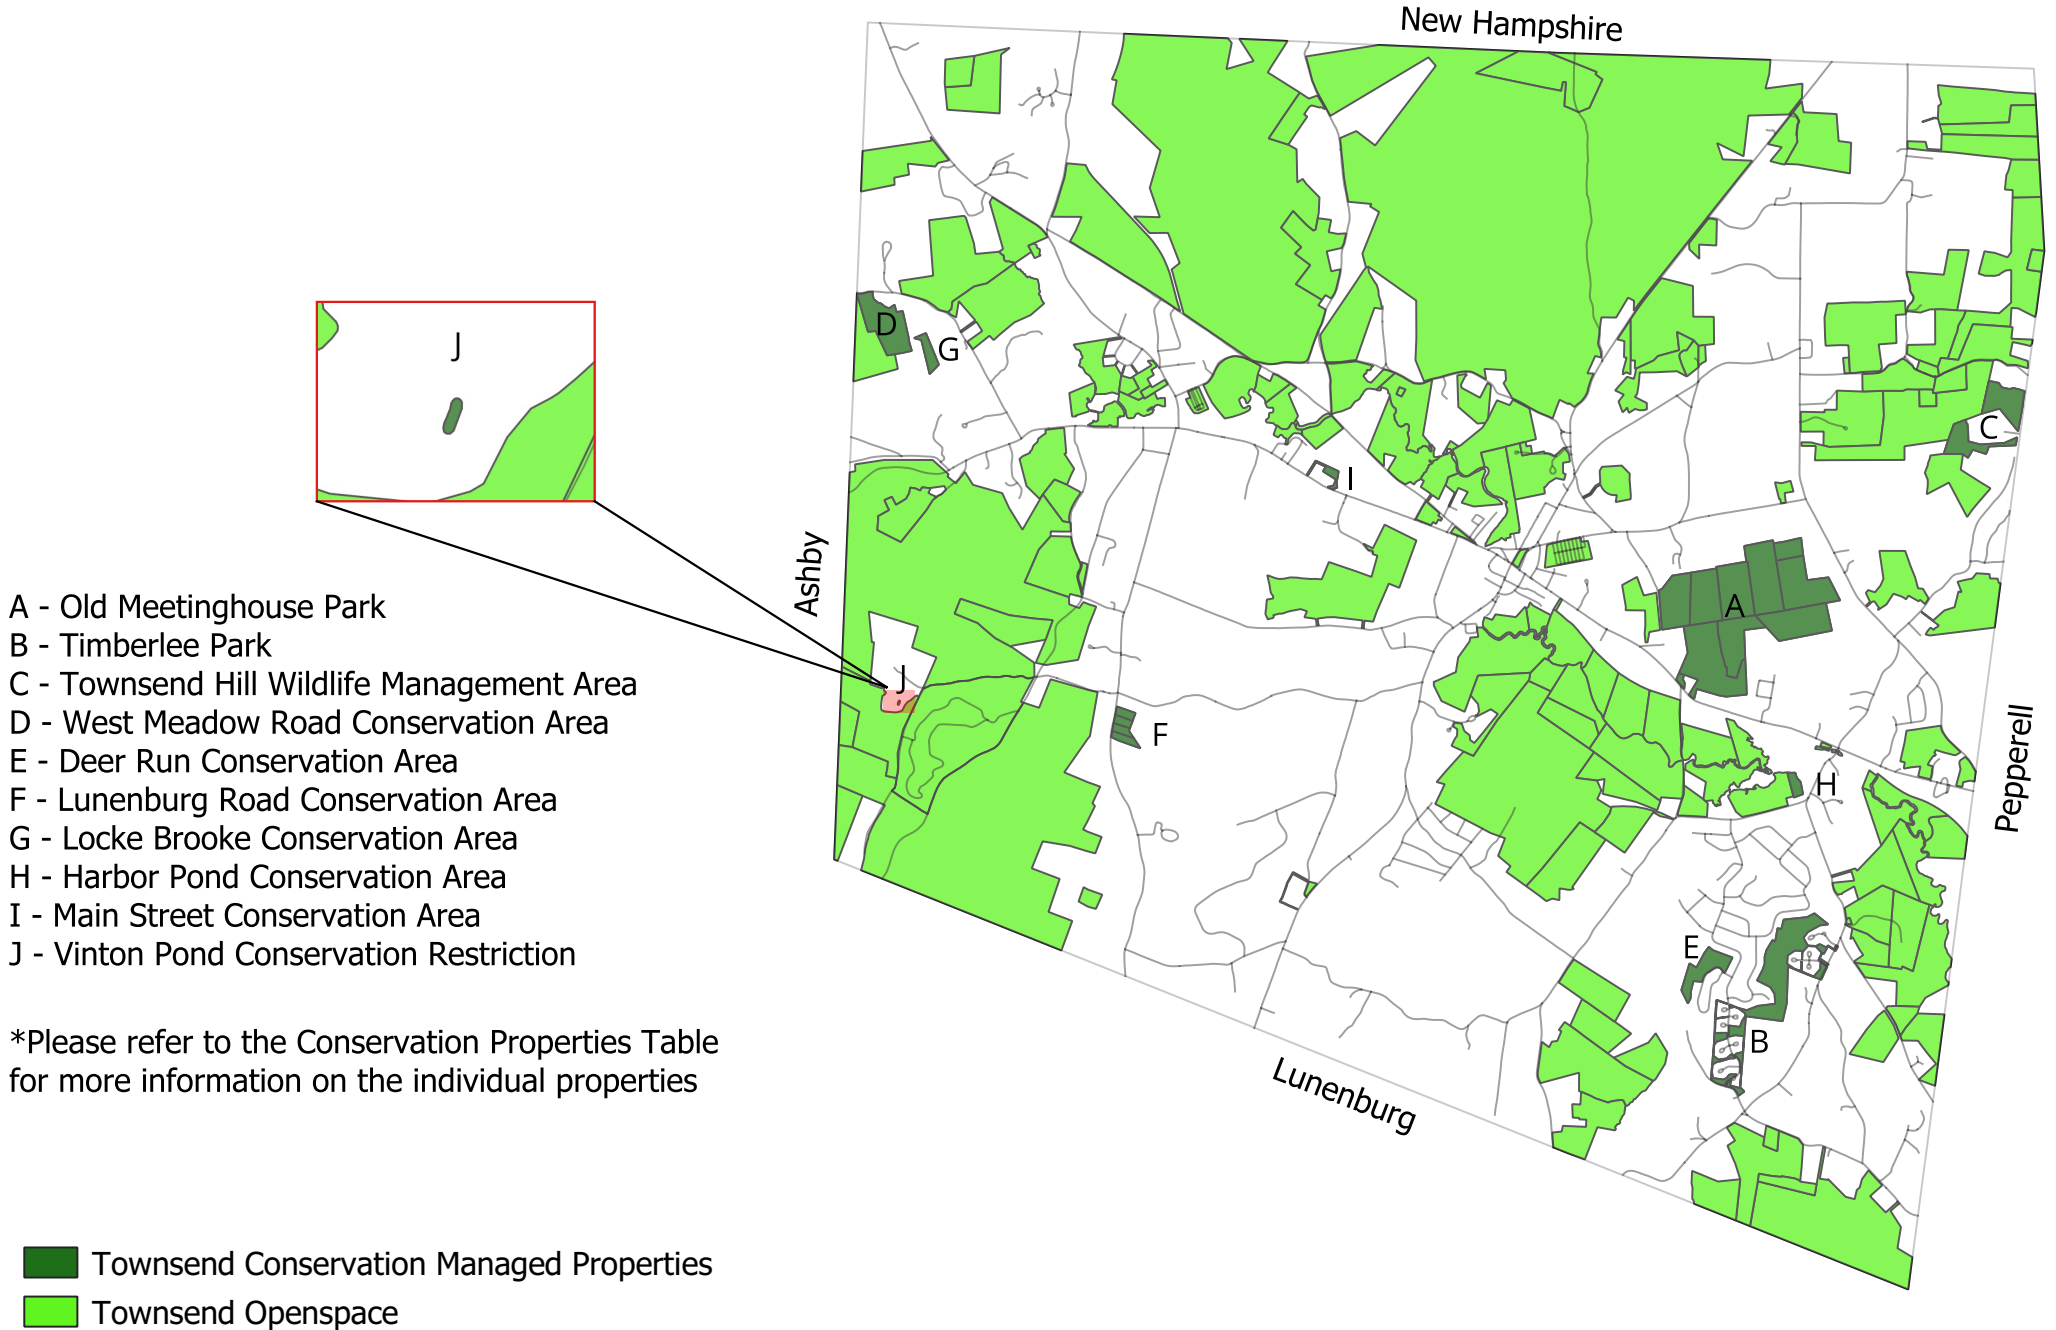 New Hampshire
J
D
G
C
I
Ashby
A
J
F
H
Pepperell
E
B
Lunenburg
A - Old Meetinghouse Park
B - Timberlee Park
C - Townsend Hill Wildlife Management Area
D - West Meadow Road Conservation Area
E - Deer Run Conservation Area
F - Lunenburg Road Conservation Area
G - Locke Brooke Conservation Area
H - Harbor Pond Conservation Area
I - Main Street Conservation Area
J - Vinton Pond Conservation Restriction
*Please refer to the Conservation Properties Table
for more information on the individual properties
Townsend Conservation Managed Properties
Townsend Openspace